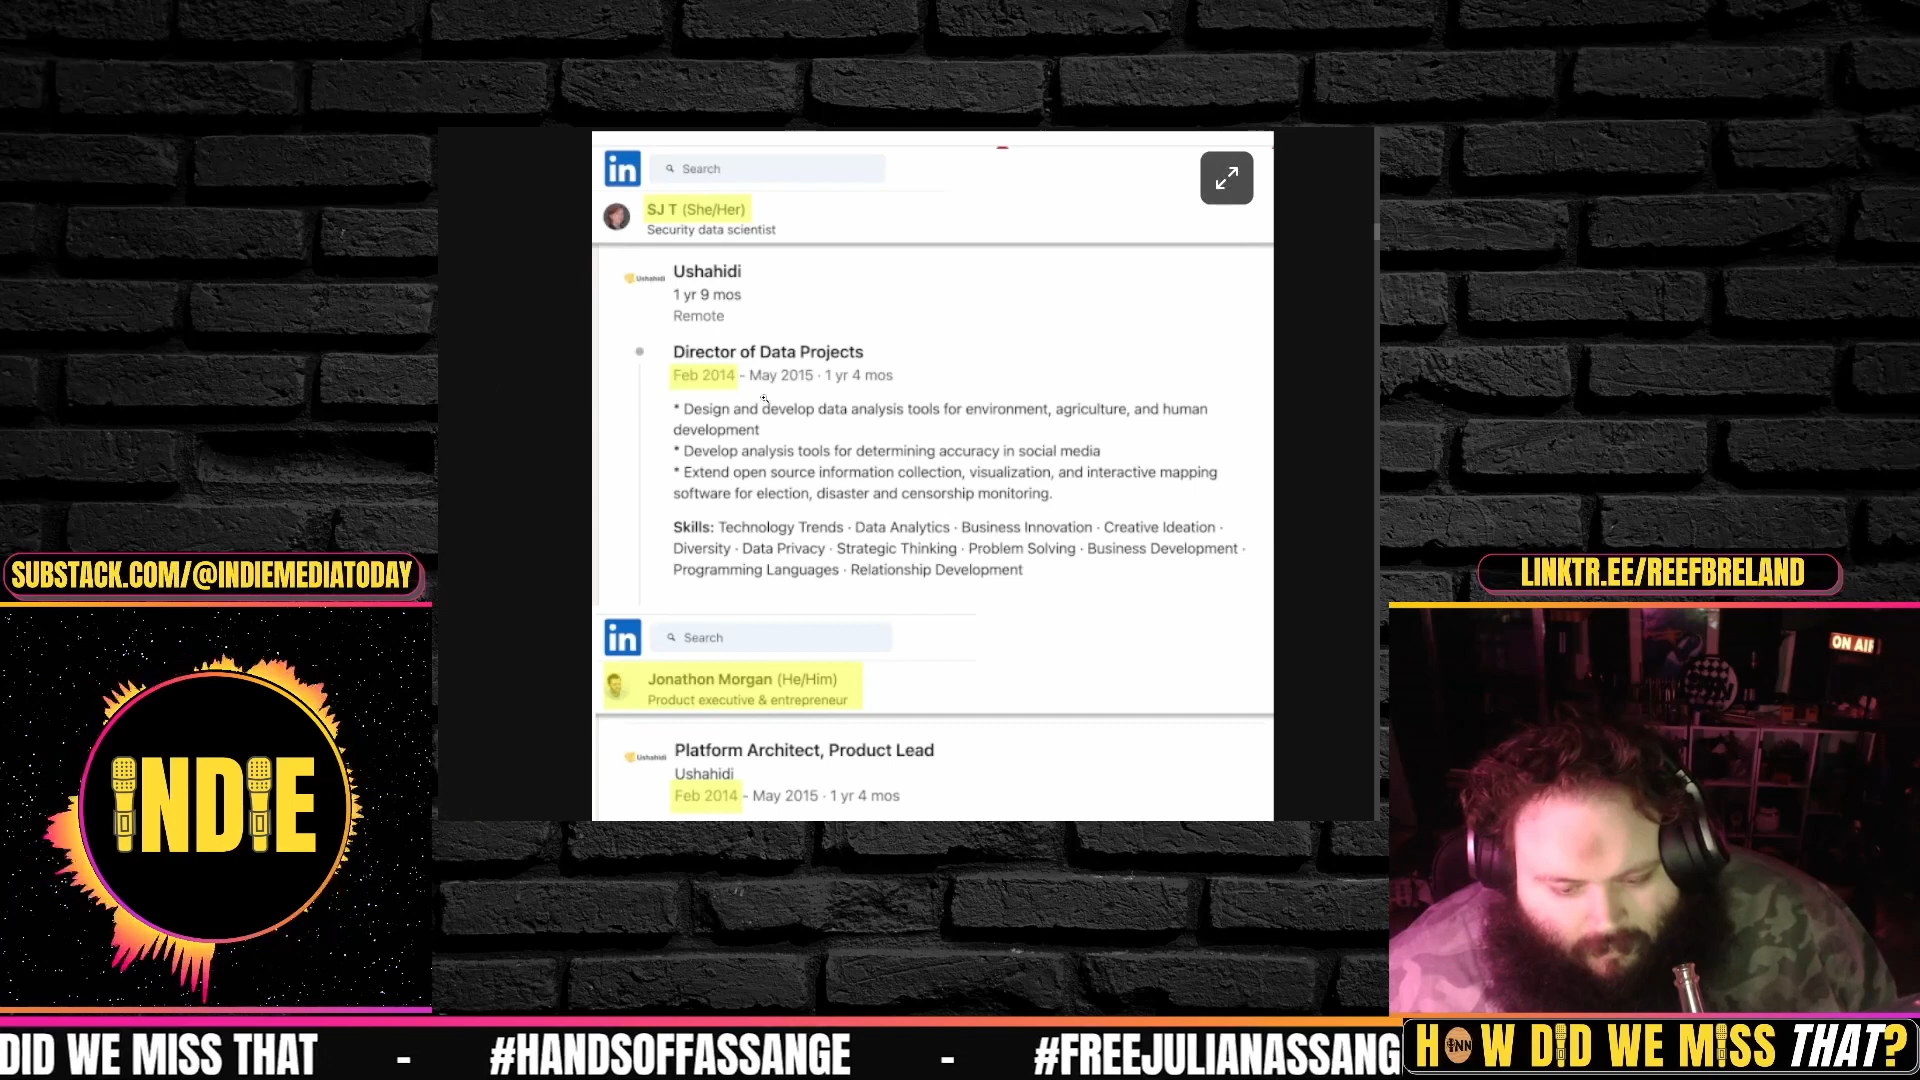 in Search
SJ T (She/Her)
Security data scientist
Ushahidi
Ushahidi
1 yr 9 mos
Remote
Director of Data Projects
Feb 2014 - May 2015 · 1 yr 4 mos
* Design and develop data analysis tools for environment, agriculture, and human
development
* Develop analysis tools for determining accuracy in social media
* Extend open source information collection, visualization, and interactive mapping
software for election, disaster and censorship monitoring.
Skills: Technology Trends · Data Analytics · Business Innovation · Creative Ideation ·
Diversity · Data Privacy · Strategic Thinking · Problem Solving · Business Development ·
Programming Languages · Relationship Development
in Search
Jonathon Morgan (He/Him)
Product executive & entrepreneur
Ushahidi
Platform Architect, Product Lead
Ushahidi
Feb 2014 - May 2015 · 1 yr 4 mos
SUBSTACK.COM/@INDIEMEDIATODAY
LINKTR.EE/REEFBRELAND
INDIE
ON AIR
DID WE MISS THAT - #HANDSOFFASSANGE - #FREEJULIANASSANG
HOW DID WE MISS THAT?
INN